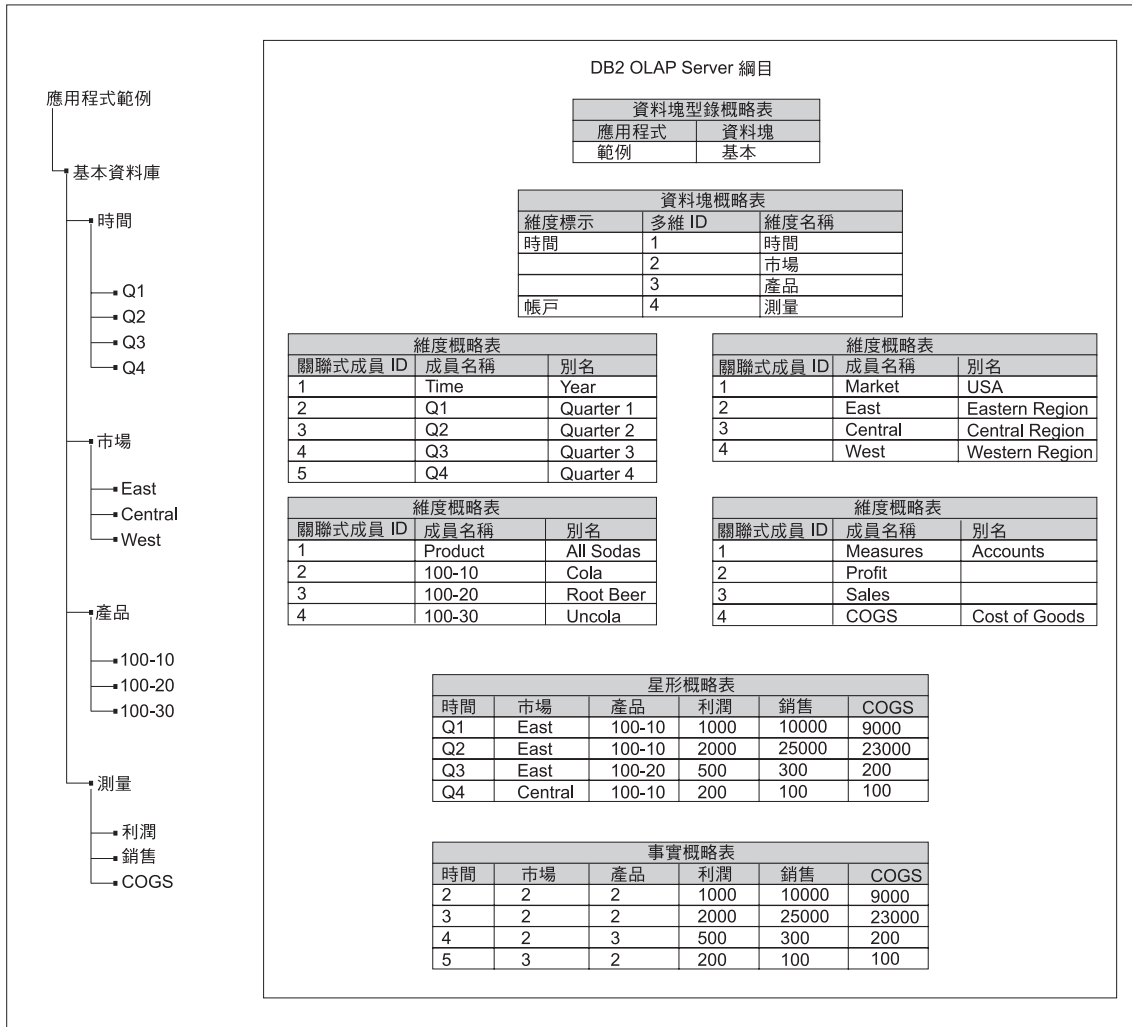 應用程式範例
基本資料庫
時間
Q1
Q2
Q3
Q4
市場
East
Central
West
產品
100-10
100-20
100-30
測量
利潤
銷售
COGS
DB2 OLAP Server 綱目
資料塊型錄概略表
應用程式 資料塊
範例 基本
資料塊概略表
維度標示 多維 ID 維度名稱
時間 1 時間
2 市場
3 產品
帳戶 4 測量
維度概略表
關聯式成員 ID 成員名稱 別名
1 Time Year
2 Q1 Quarter 1
3 Q2 Quarter 2
4 Q3 Quarter 3
5 Q4 Quarter 4
維度概略表
關聯式成員 ID 成員名稱 別名
1 Market USA
2 East Eastern Region
3 Central Central Region
4 West Western Region
維度概略表
關聯式成員 ID 成員名稱 別名
1 Product All Sodas
2 100-10 Cola
3 100-20 Root Beer
4 100-30 Uncola
維度概略表
關聯式成員 ID 成員名稱 別名
1 Measures Accounts
2 Profit
3 Sales
4 COGS Cost of Goods
星形概略表
時間 市場 產品 利潤 銷售 COGS
Q1 East 100-10 1000 10000 9000
Q2 East 100-10 2000 25000 23000
Q3 East 100-20 500 300 200
Q4 Central 100-10 200 100 100
事實概略表
時間 市場 產品 利潤 銷售 COGS
2 2 2 1000 10000 9000
3 2 2 2000 25000 23000
4 2 3 500 300 200
5 3 2 200 100 100